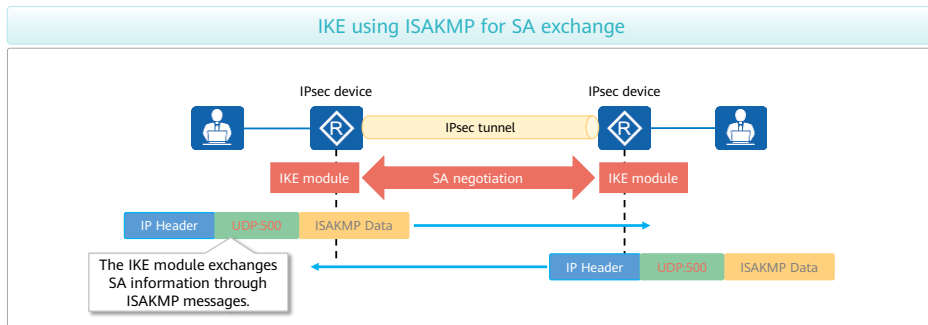 IKE using ISAKMP for SA exchange
IPsec device
IPsec device
R
IPsec tunnel
R
IKE module
SA negotiation
IKE module
IP Header
UDP:500
ISAKMP Data
The IKE module exchanges
SA information through
ISAKMP messages.
IP Header
UDP:500
ISAKMP Data